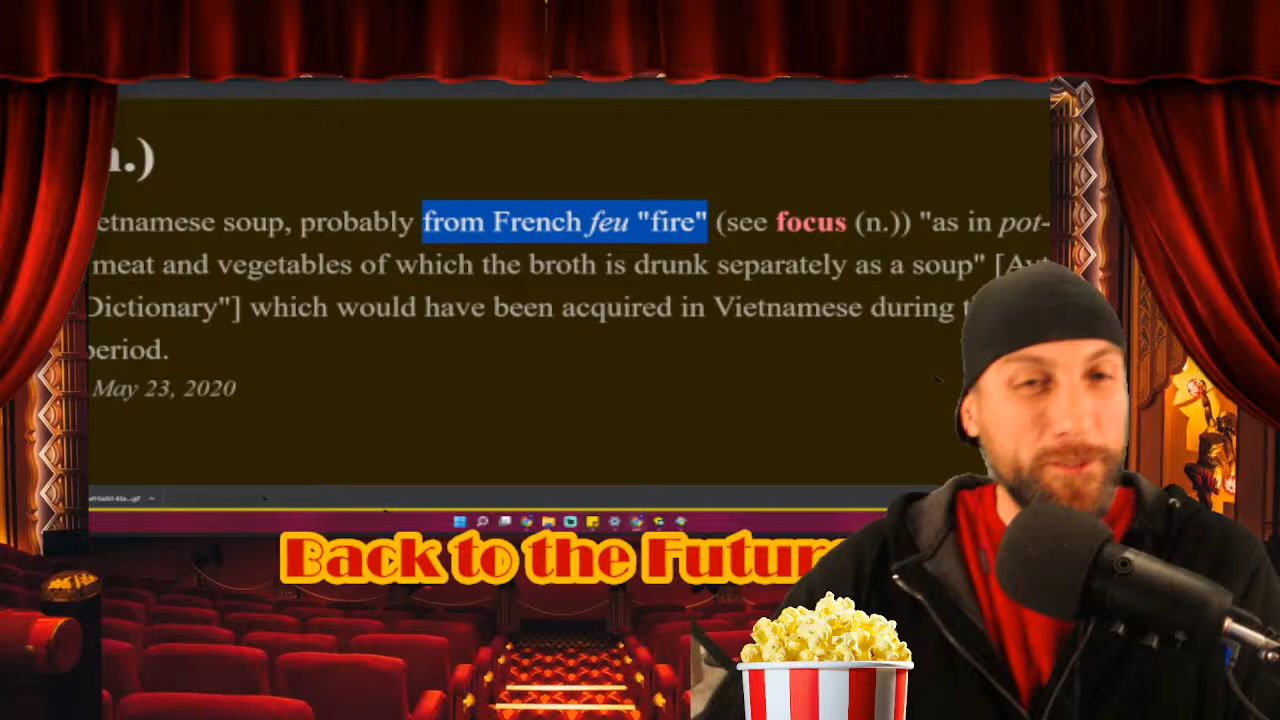 n.)
etnamese soup, probably from French feu "fire" (see focus (n.)) "as in pot-
meat and vegetables of which the broth is drunk separately as a soup" [Ayt
Dictionary"] which would have been acquired in Vietnamese during t
period.
May 23, 2020
Back to the Future